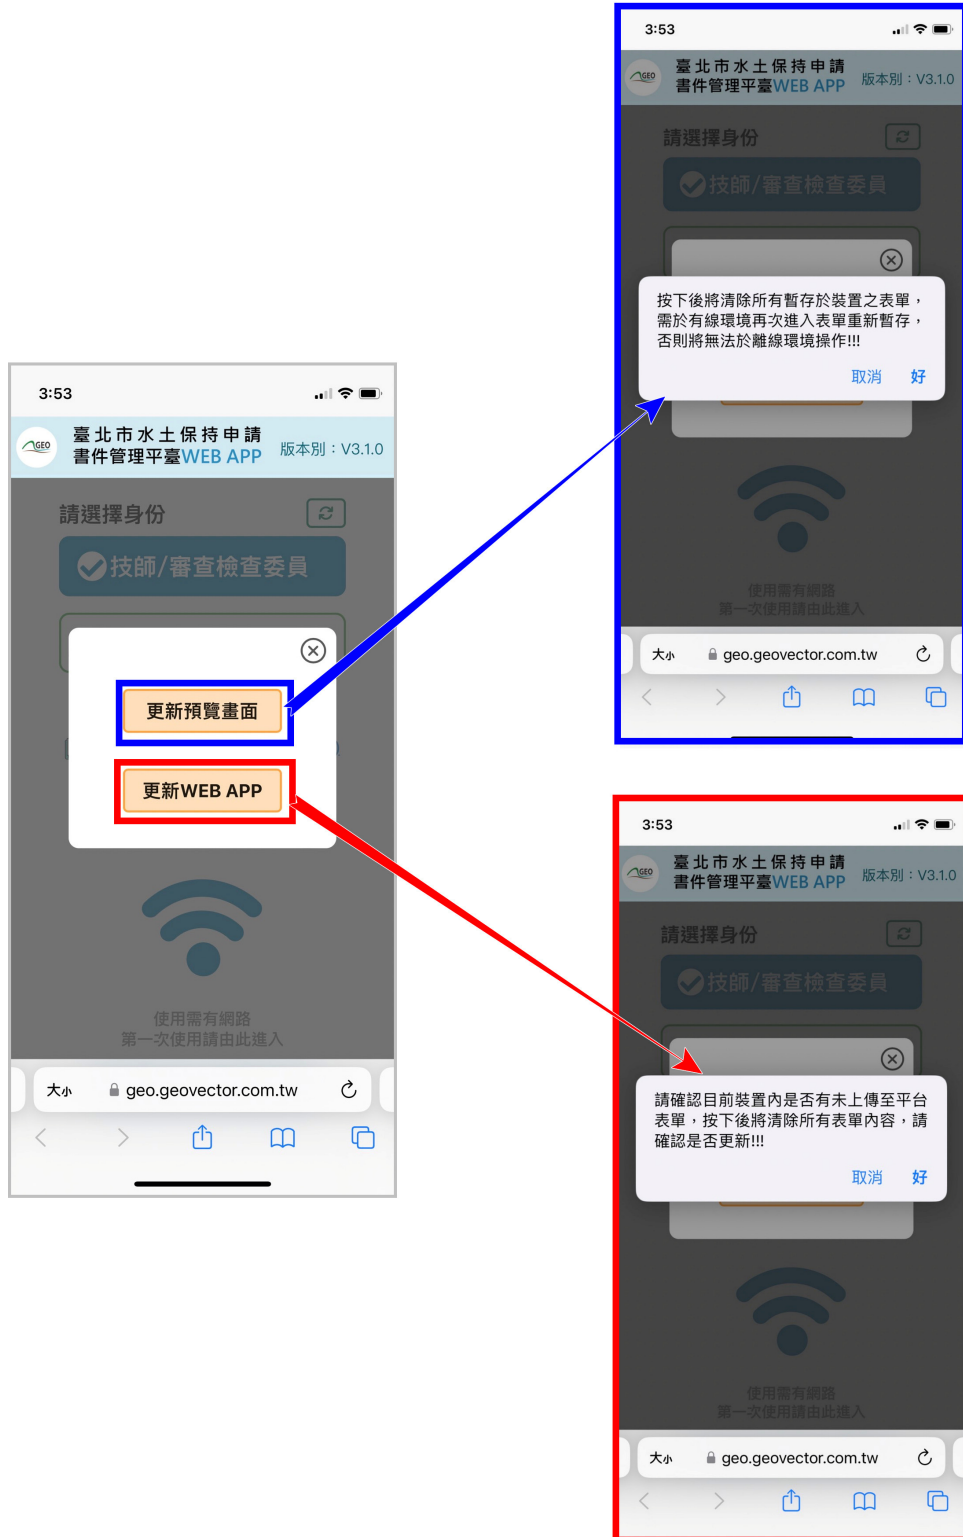 3:53
GEO
臺北市水土保持申請
書件管理平臺WEB APP
版本別：V3.1.0
請選擇身份
技師/審查檢查委員
更新預覽畫面
更新WEB APP
使用需有網路
第一次使用請由此進入
大小
geo.geovector.com.tw
3:53
GEO
臺北市水土保持申請
書件管理平臺WEB APP
版本別：V3.1.0
請選擇身份
技師/審查檢查委員
按下後將清除所有暫存於裝置之表單，
需於有線環境再次進入表單重新暫存，
否則將無法於離線環境操作!!!
取消 好
使用需有網路
第一次使用請由此進入
大小
geo.geovector.com.tw
3:53
GEO
臺北市水土保持申請
書件管理平臺WEB APP
版本別：V3.1.0
請選擇身份
技師/審查檢查委員
請確認目前裝置內是否有未上傳至平台
表單，按下後將清除所有表單內容，請
確認是否更新!!!
取消 好
使用需有網路
第一次使用請由此進入
大小
geo.geovector.com.tw